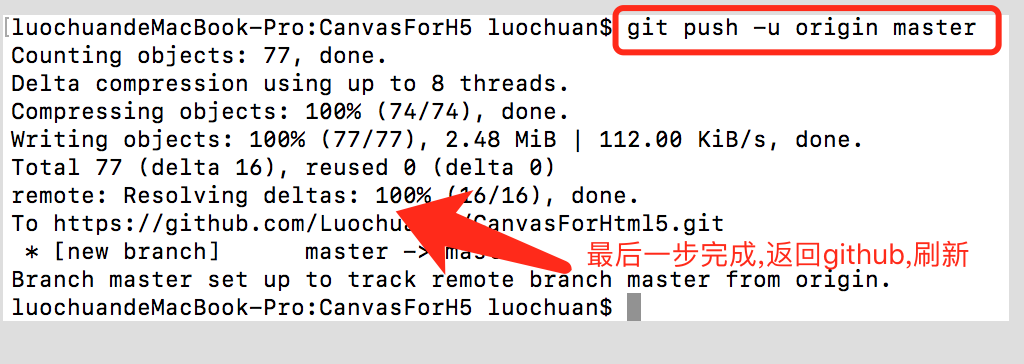 [luochuandeMacBook-Pro:CanvasForH5 luochuan$ git push -u origin master
Counting objects: 77, done.
Delta compression using up to 8 threads.
Compressing objects: 100% (74/74), done.
Writing objects: 100% (77/77), 2.48 MiB | 112.00 KiB/s, done.
Total 77 (delta 16), reused 0 (delta 0)
remote: Resolving deltas: 100% (16/16), done.
To https://github.com/Luochua /CanvasForHtml5.git
 * [new branch]      master ->
最后一步完成,返回github,刷新
Branch master set up to track remote branch master from origin.
luochuandeMacBook-Pro:CanvasForH5 luochuan$